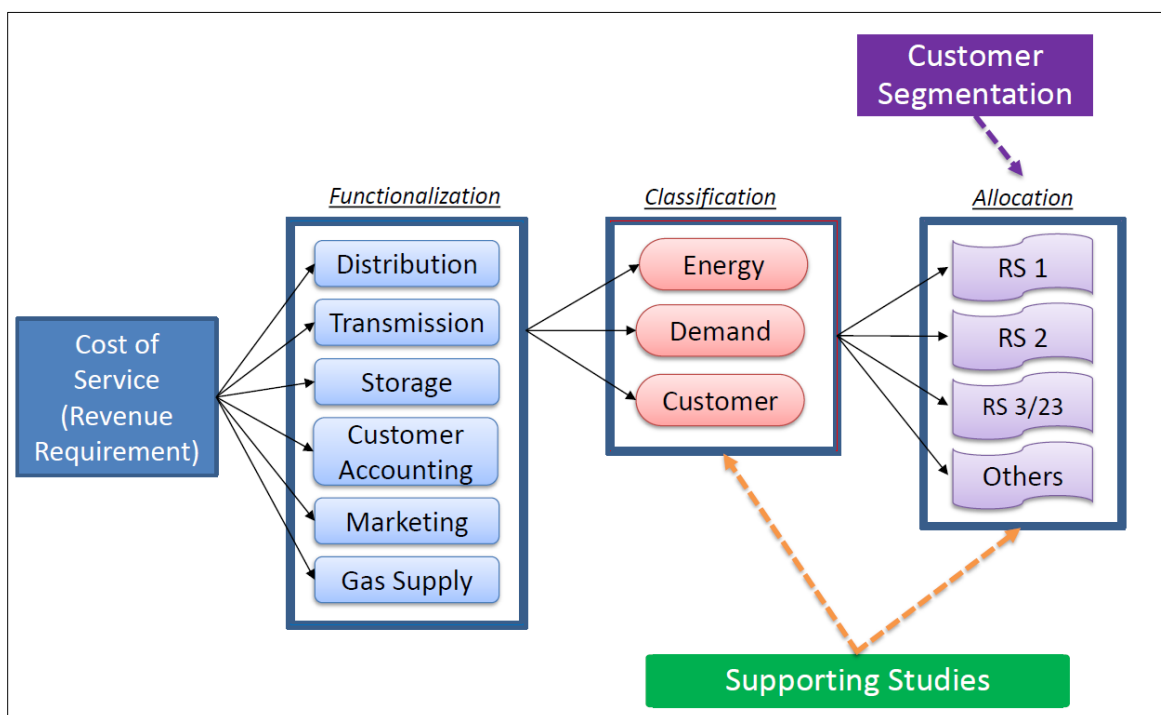 Customer
Segmentation
Functionalization
Classification
Allocation
Cost of
Service
(Revenue
Requirement)
Distribution
Transmission
Storage
Customer
Accounting
Marketing
Gas Supply
Energy
Demand
Customer
RS 1
RS 2
RS 3/23
Others
Supporting Studies